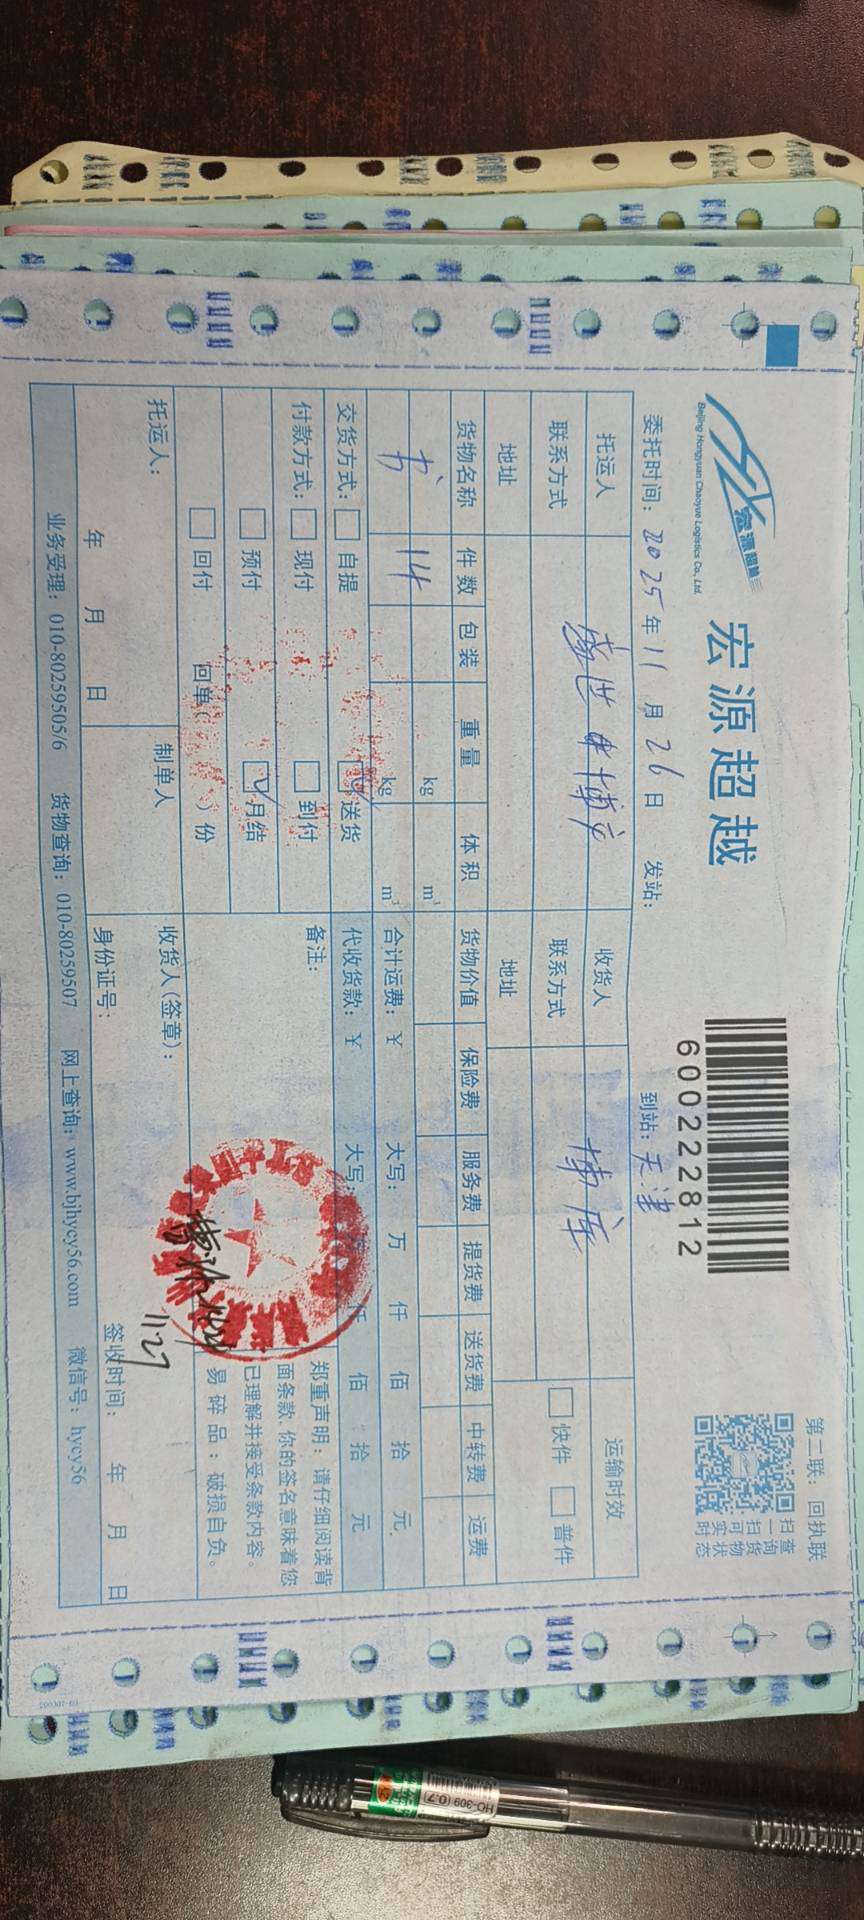 宏源超越
Beijing Hongyuan Chaoyue Logistics Co., Ltd.
宏源超越
600222812
第二联：回执联
扫一扫可实时
查询货物状态
委托时间：2025年11月26日 发站： 到站：天津
托运人 收货人 博库 运输时效
联系方式 联系方式 快件 普件
地址 地址
货物名称 件数 包装 重量 体积 货物价值 保险费 服务费 提货费 送货费 中转费 运费
kg m³
书 14 kg m³ 合计运费：￥ 大写： 万 仟 佰 拾 元
交货方式： 自提 送货 代收货款：￥ 大写： 仟 佰 拾 元
付款方式： 现付 到付 备注：
预付 月结
回付 回单（ ）份
郑重声明：请仔细阅读背
面条款，你的签名意味着您
已理解并接受条款内容。
易碎品：破损自负。
托运人： 制单人 收货人（签章）：
11.27
年 月 日 身份证号： 签收时间： 年 月 日
业务受理：010-80259505/6 货物查询：010-80259507 网上查询：www.bjhycy56.com 微信号：hycy56
HO-309 (0.7)